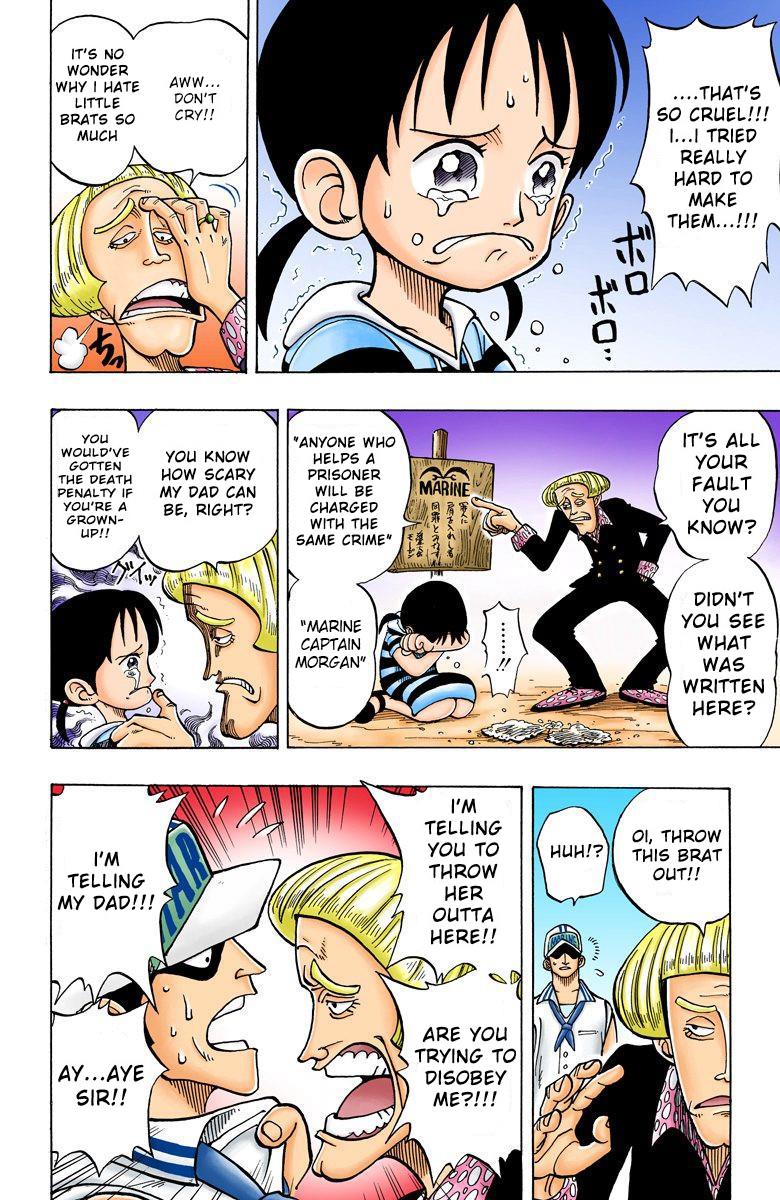 ....THAT'S
SO CRUEL!!!
I...I TRIED
REALLY
HARD TO
MAKE
THEM...!!!
ボロ
ボロ
AWW...
DON'T
CRY!!
IT'S NO
WONDER
WHY I HATE
LITTLE
BRATS SO
MUCH
ちっ
IT'S ALL
YOUR
FAULT
YOU
KNOW?
DIDN'T
YOU SEE
WHAT
WAS
WRITTEN
HERE?
MARINE
"ANYONE WHO
HELPS A
PRISONER
WILL BE
CHARGED
WITH THE
SAME CRIME"
"MARINE
CAPTAIN
MORGAN"
......!!
YOU KNOW
HOW SCARY
MY DAD CAN
BE, RIGHT?
YOU
WOULD'VE
GOTTEN
THE DEATH
PENALTY IF
YOU'RE A
GROWN-
UP!!
OI, THROW
THIS BRAT
OUT!!
HUH!?
MARINE
I'M
TELLING
YOU TO
THROW
HER
OUTTA
HERE!!
ARE YOU
TRYING TO
DISOBEY
ME?!!!
I'M
TELLING
MY DAD!!!
AY...AYE
SIR!!